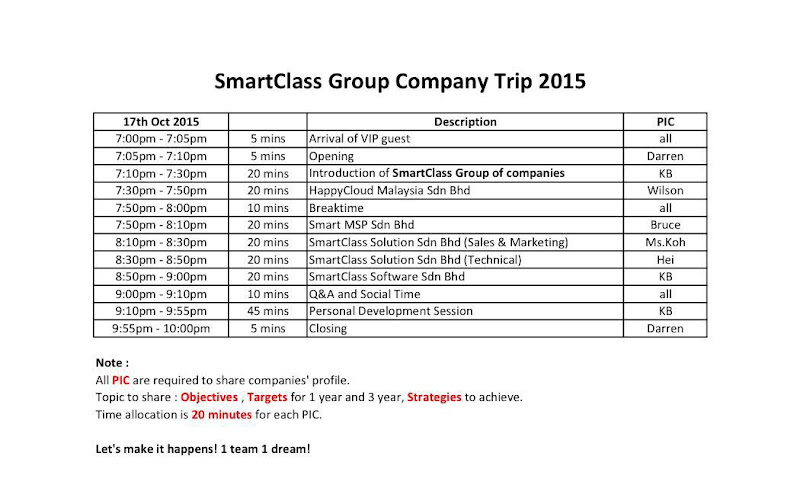 SmartClass Group Company Trip 2015
17th Oct 2015 Description PIC
7:00pm - 7:05pm 5 mins Arrival of VIP guest all
7:05pm - 7:10pm 5 mins Opening Darren
7:10pm - 7:30pm 20 mins Introduction of SmartClass Group of companies KB
7:30pm - 7:50pm 20 mins HappyCloud Malaysia Sdn Bhd Wilson
7:50pm - 8:00pm 10 mins Breaktime all
7:50pm - 8:10pm 20 mins Smart MSP Sdn Bhd Bruce
8:10pm - 8:30pm 20 mins SmartClass Solution Sdn Bhd (Sales & Marketing) Ms.Koh
8:30pm - 8:50pm 20 mins SmartClass Solution Sdn Bhd (Technical) Hei
8:50pm - 9:00pm 20 mins SmartClass Software Sdn Bhd KB
9:00pm - 9:10pm 10 mins Q&A and Social Time all
9:10pm - 9:55pm 45 mins Personal Development Session KB
9:55pm - 10:00pm 5 mins Closing Darren
Note :
All PIC are required to share companies' profile.
Topic to share : Objectives , Targets for 1 year and 3 year, Strategies to achieve.
Time allocation is 20 minutes for each PIC.
Let's make it happens! 1 team 1 dream!